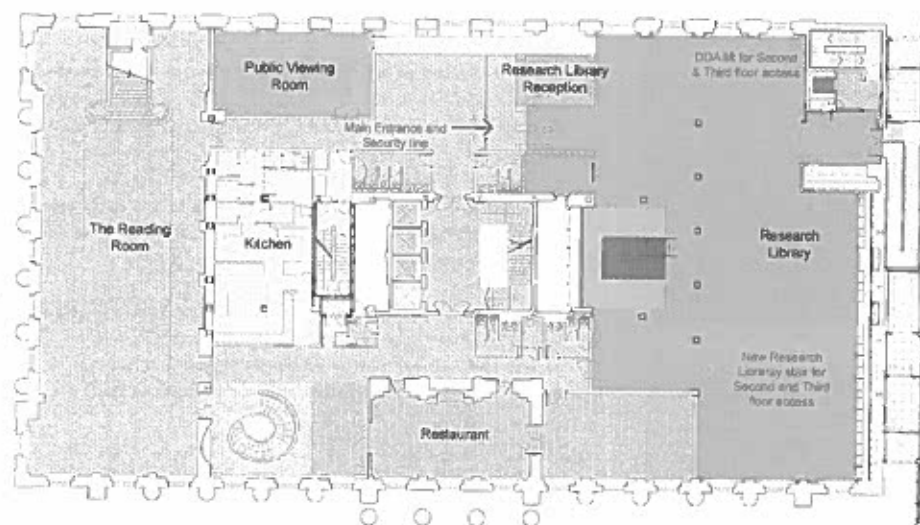 Public Viewing
Room
Research Library
Reception
DDA lift for Second
& Third floor access
Main Entrance and
Security line
The Reading
Room
Kitchen
Research
Library
New Research
Librarary stair for
Second and Third
floor access
Restaurant